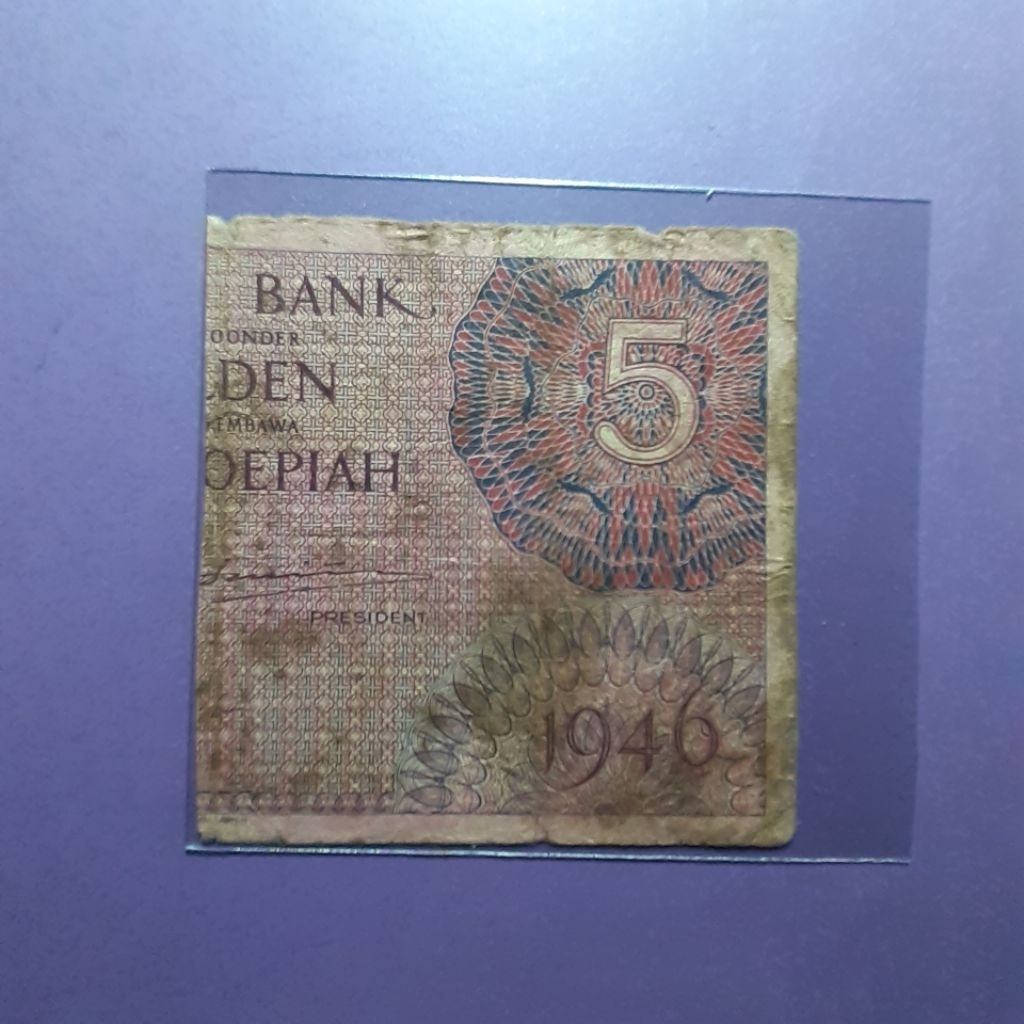 BANK
OONDER
DEN
EMBAWA
OEPIAH
PRESIDENT
5
1946